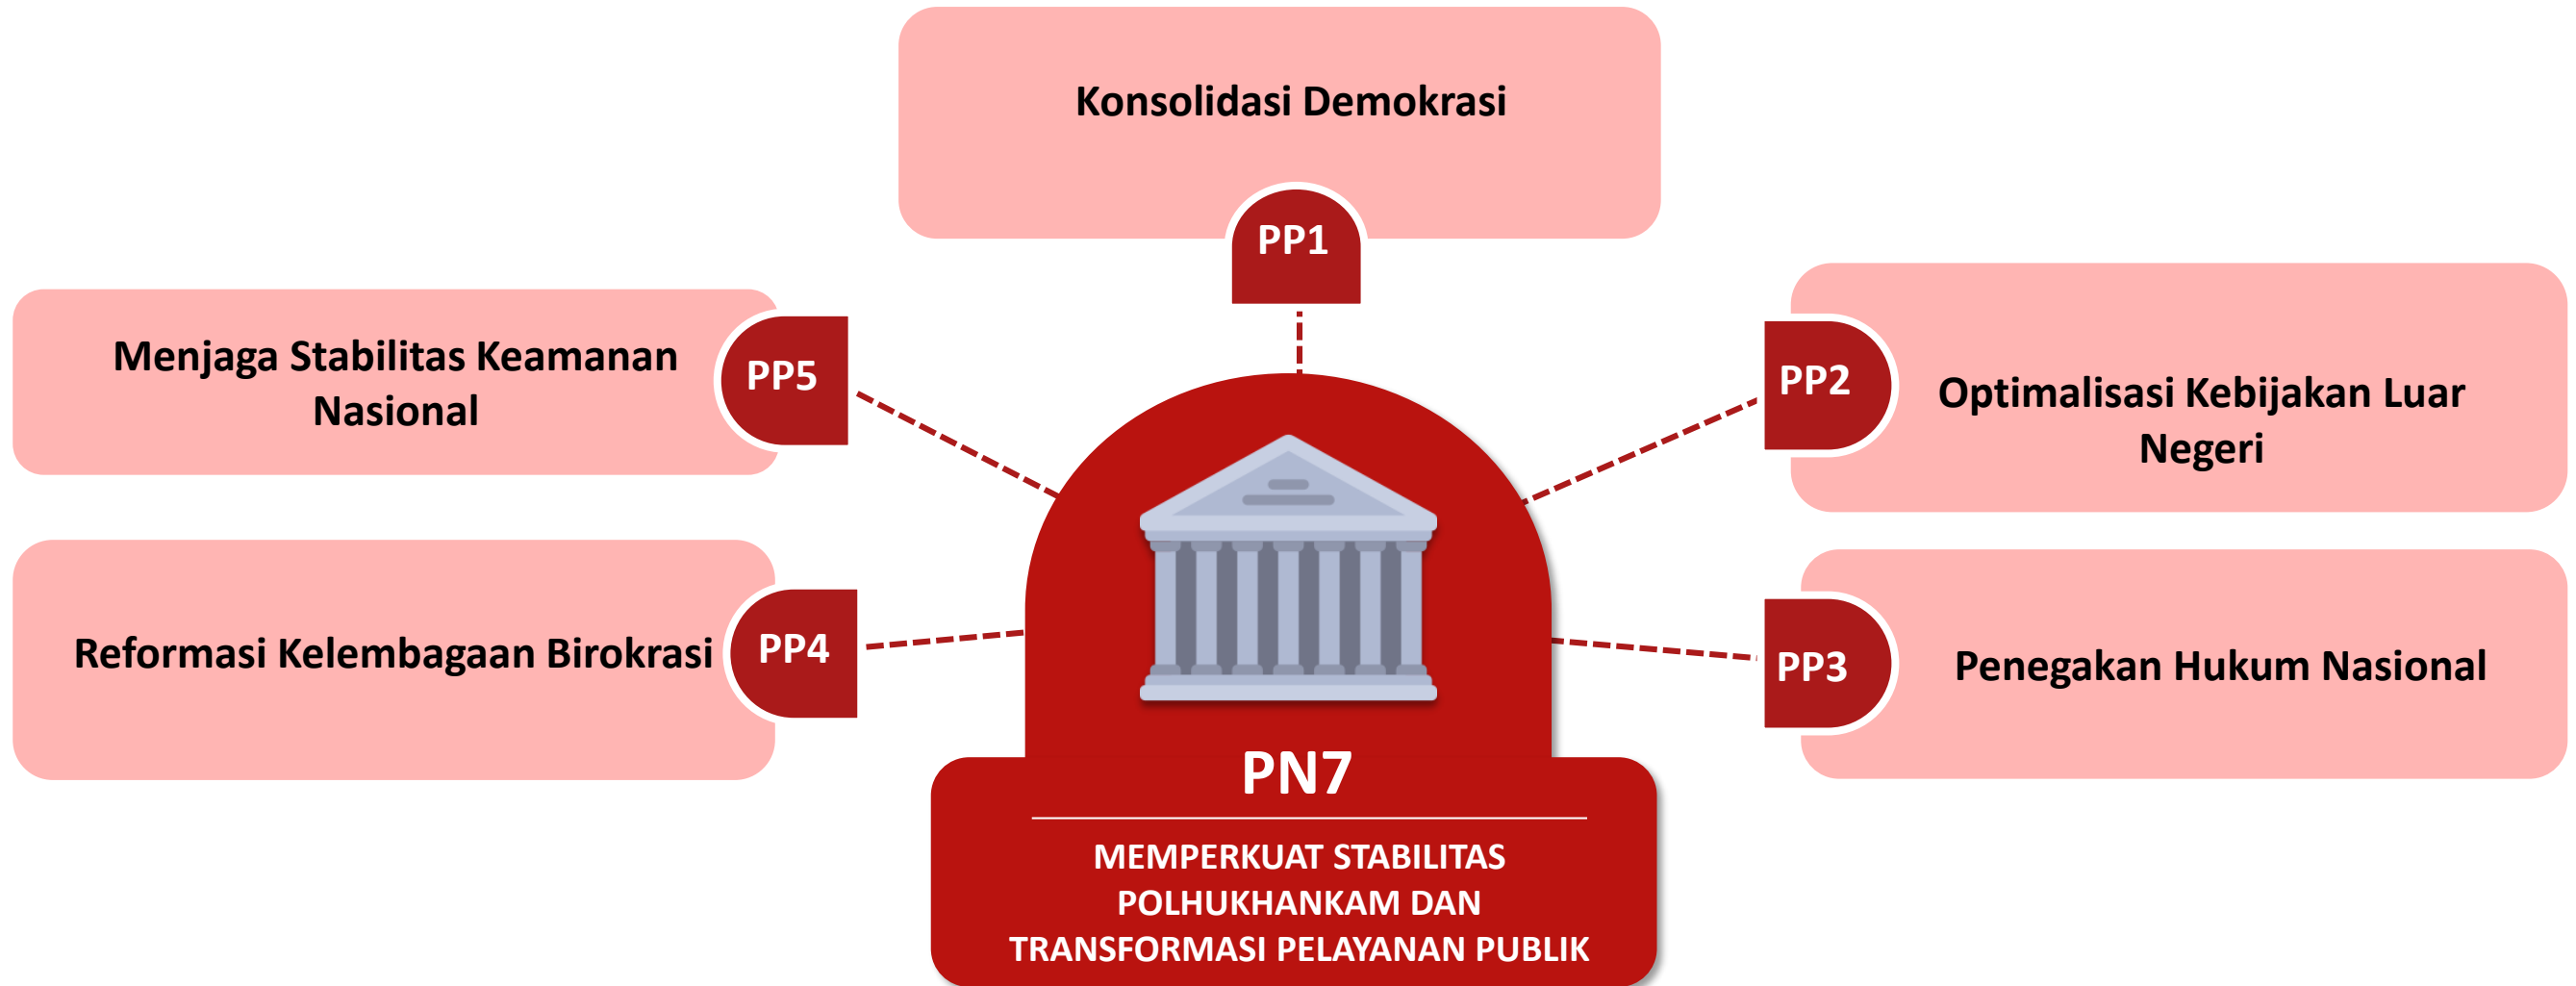 Konsolidasi Demokrasi
PP1
PP2
Optimalisasi Kebijakan Luar
Negeri
PP3
Penegakan Hukum Nasional
PP4
Reformasi Kelembagaan Birokrasi
PP5
Menjaga Stabilitas Keamanan
Nasional
PN7
MEMPERKUAT STABILITAS
POLHUKHANKAM DAN
TRANSFORMASI PELAYANAN PUBLIK